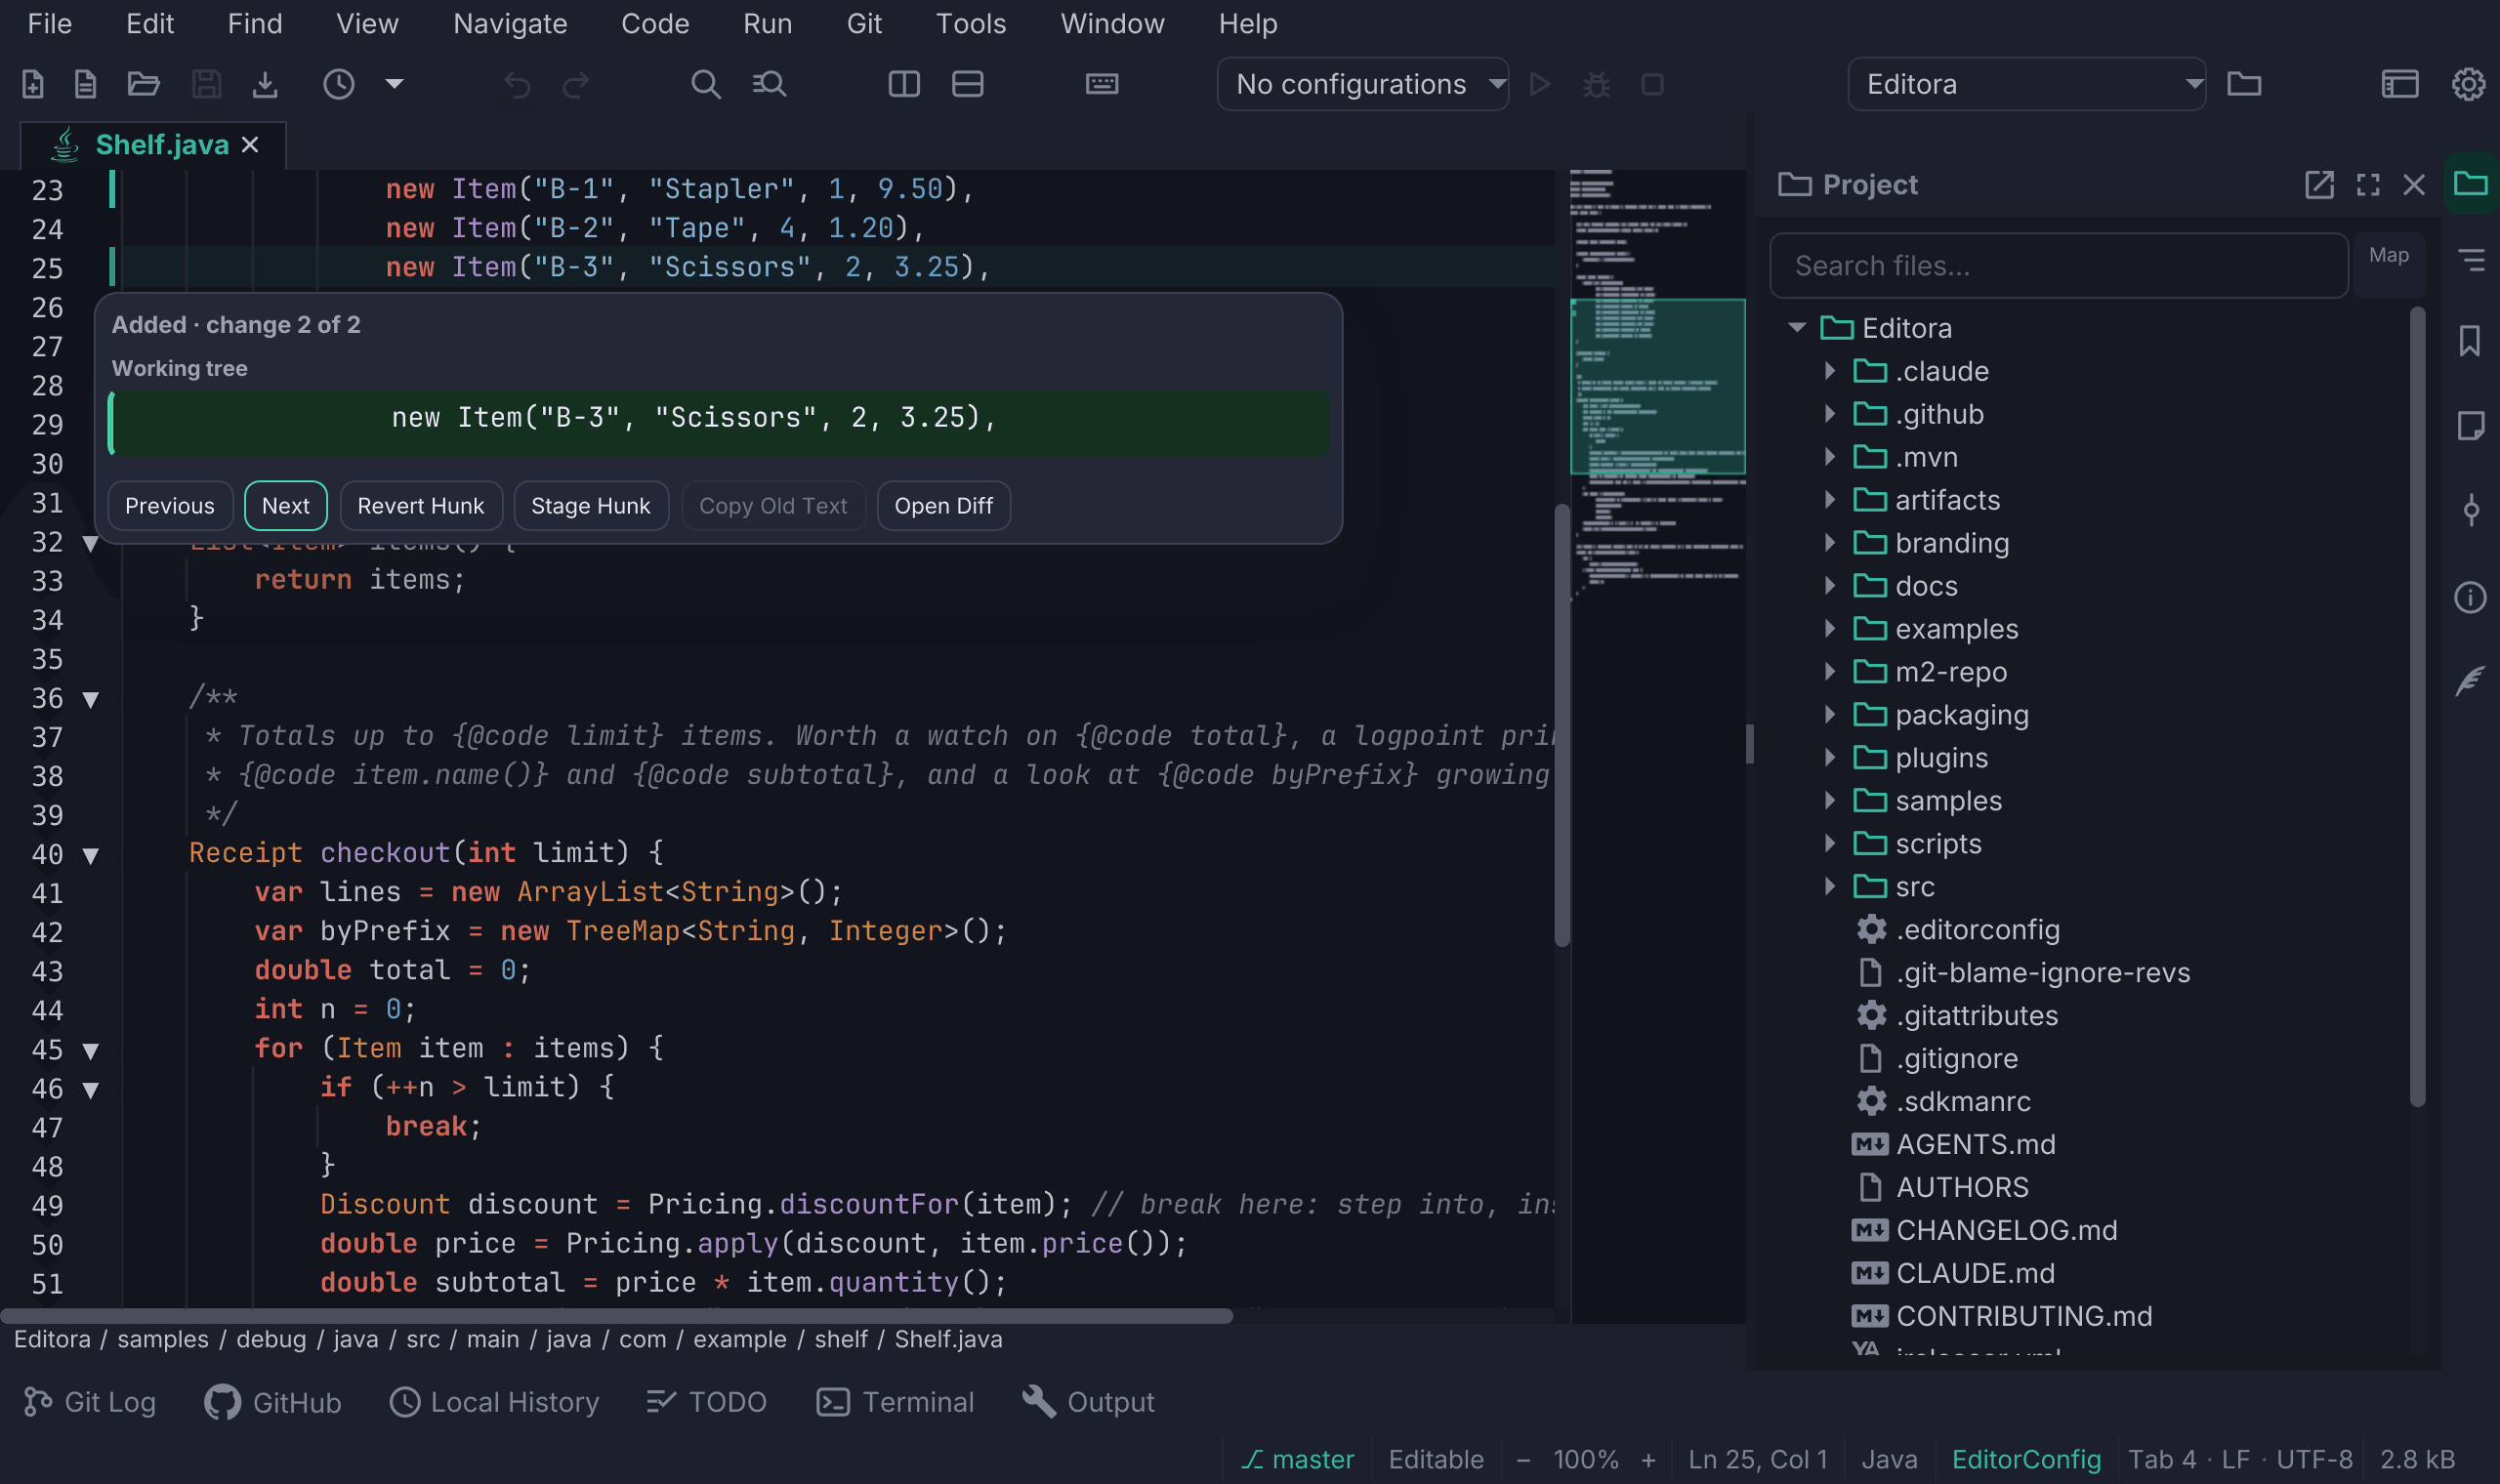 File Edit Find View Navigate Code Run Git Tools Window Help
No configurations
Editora
Shelf.java
23 new Item("B-1", "Stapler", 1, 9.50),
24 new Item("B-2", "Tape", 4, 1.20),
25 new Item("B-3", "Scissors", 2, 3.25),
26
Added · change 2 of 2
27
Working tree
28
29 new Item("B-3", "Scissors", 2, 3.25),
30
31 Previous Next Revert Hunk Stage Hunk Copy Old Text Open Diff
32 List<Item> items() {
33 return items;
34 }
35
36 /**
37 * Totals up to {@code limit} items. Worth a watch on {@code total}, a logpoint
38 * {@code item.name()} and {@code subtotal}, and a look at {@code byPrefix} growing
39 */
40 Receipt checkout(int limit) {
41 var lines = new ArrayList<String>();
42 var byPrefix = new TreeMap<String, Integer>();
43 double total = 0;
44 int n = 0;
45 for (Item item : items) {
46 if (++n > limit) {
47 break;
48 }
49 Discount discount = Pricing.discountFor(item); // break here: step into,
50 double price = Pricing.apply(discount, item.price());
51 double subtotal = price * item.quantity();
Editora / samples / debug / java / src / main / java / com / example / shelf / Shelf.java
Project
Search files...
Map
Editora
.claude
.github
.mvn
artifacts
branding
docs
examples
m2-repo
packaging
plugins
samples
scripts
src
.editorconfig
.git-blame-ignore-revs
.gitattributes
.gitignore
.sdkmanrc
AGENTS.md
AUTHORS
CHANGELOG.md
CLAUDE.md
CONTRIBUTING.md
Git Log GitHub Local History TODO Terminal Output
master Editable − 100% + Ln 25, Col 1 Java EditorConfig Tab 4 · LF · UTF-8 2.8 kB